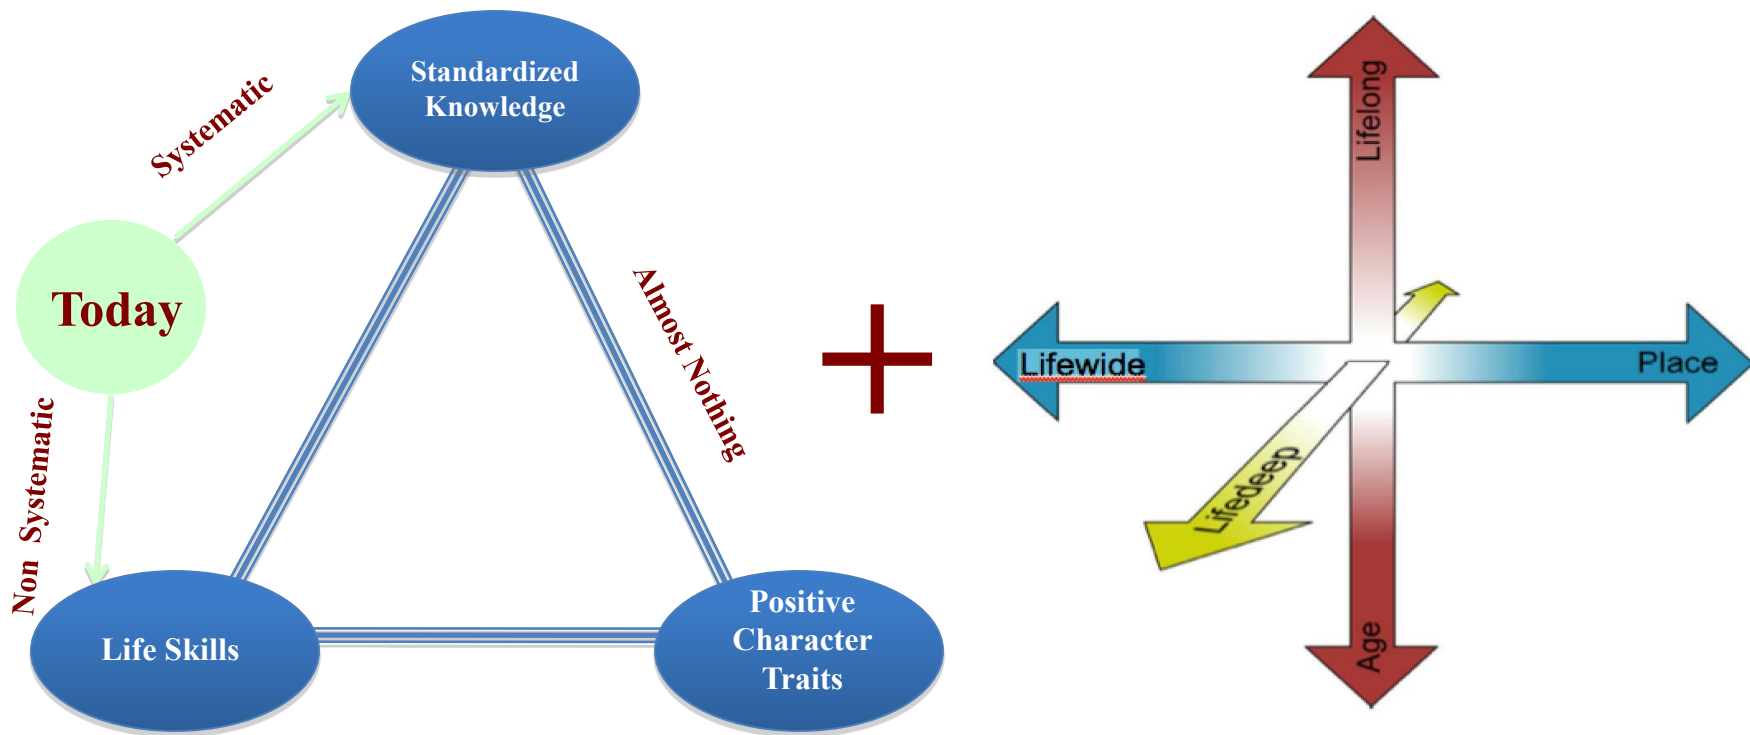 Standardized
Knowledge
Systematic
Today
Almost Nothing
Non Systematic
Life Skills
Positive
Character
Traits
Lifelong
Lifewide
Place
Lifedeep
Age